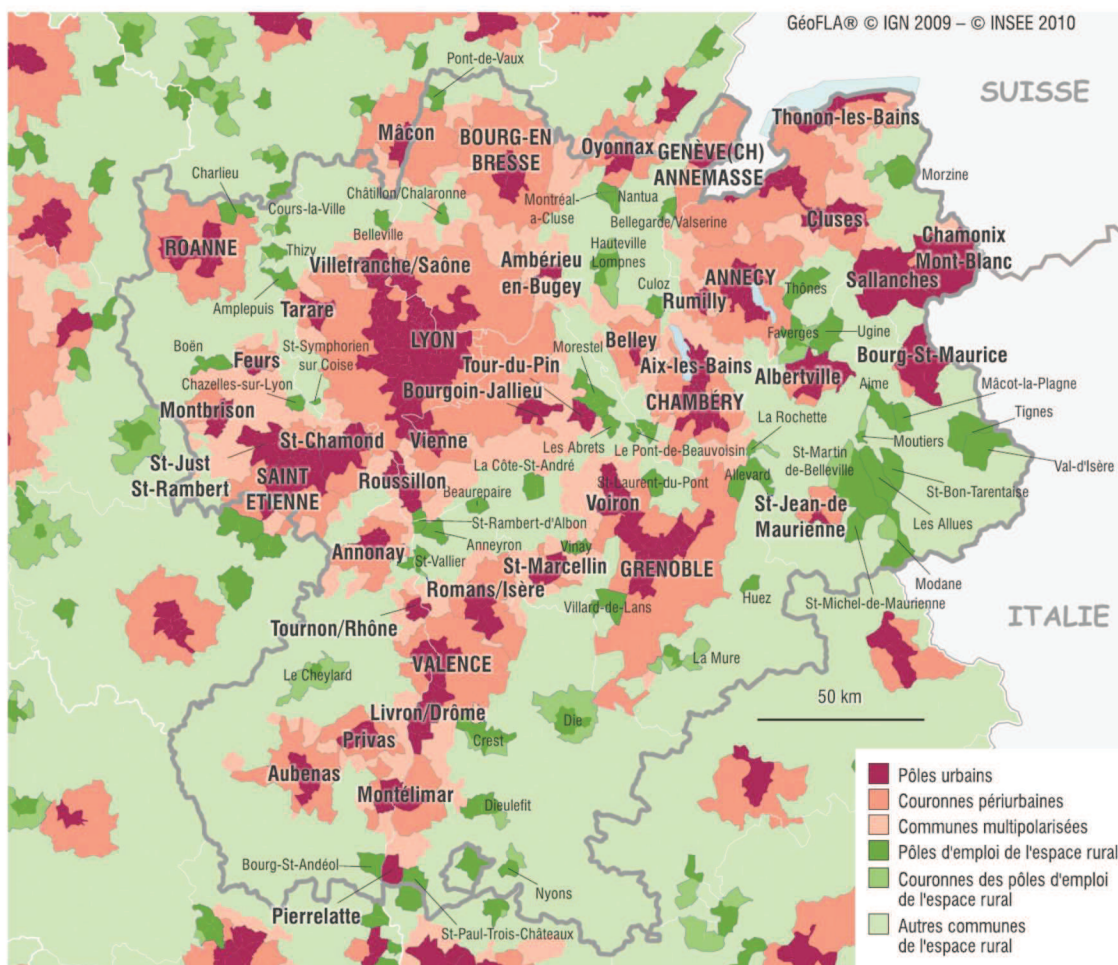 GéoFLA® © IGN 2009 – © INSEE 2010
SUISSE
Pont-de-Vaux
Mâcon
BOURG-EN
BRESSE
Oyonnax
GENÈVE(CH)
ANNEMASSE
Thonon-les-Bains
Morzine
Charlieu
Cours-la-Ville
Châtillon/Chalaronne
Montréal-
a-Cluse
Nantua
Bellegarde/Valserine
Cluses
Chamonix
Mont-Blanc
ROANNE
Thizy
Belleville
Villefranche/Saône
Ambérieu
en-Bugey
Hauteville
Lompnes
Culoz
ANNECY
Rumilly
Thônes
Sallanches
Amplepuis
Tarare
LYON
Faverges
Ugine
Boën
Feurs
St-Symphorien
sur Coise
Morestel
Belley
Aix-les-Bains
Albertville
Bourg-St-Maurice
Chazelles-sur-Lyon
Tour-du-Pin
Bourgoin-Jallieu
CHAMBÉRY
Aime
Mâcot-la-Plagne
Montbrison
La Rochette
Tignes
St-Chamond
Vienne
Les Abrets
Le Pont-de-Beauvoisin
St-Martin
de-Belleville
Moutiers
Val-d'Isère
St-Just
St-Rambert
SAINT
ETIENNE
Roussillon
La Côte-St-André
Beaurepaire
Voiron
St-Laurent-du-Pont
Allevard
St-Jean-de
Maurienne
St-Bon-Tarentaise
Les Allues
St-Rambert-d'Albon
Anneyron
Annonay
St-Vallier
Vinay
St-Marcellin
GRENOBLE
Modane
Romans/Isère
Villard-de-Lans
Huez
St-Michel-de-Maurienne
ITALIE
Tournon/Rhône
VALENCE
La Mure
Le Cheylard
50 km
Livron/Drôme
Die
Privas
Crest
Aubenas
Montélimar
Dieulefit
Bourg-St-Andéol
Nyons
Pierrelatte
St-Paul-Trois-Châteaux
Pôles urbains
Couronnes périurbaines
Communes multipolarisées
Pôles d'emploi de l'espace rural
Couronnes des pôles d'emploi
de l'espace rural
Autres communes
de l'espace rural